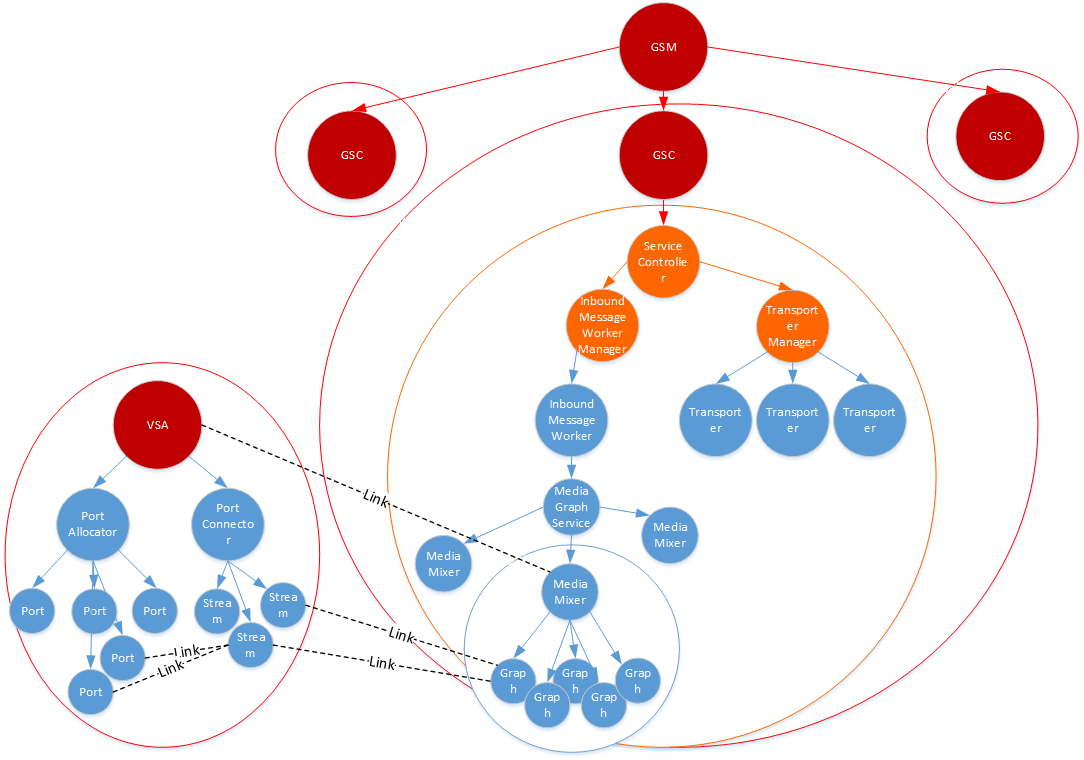 GSM
GSC
GSC
GSC
Service
Controlle
r
Inbound
Message
Worker
Manager
Transport
er
Manager
Inbound
Message
Worker
Transport
er
Transport
er
Transport
er
VSA
Link
Media
Graph
Service
Port
Allocator
Port
Connecto
r
Media
Mixer
Media
Mixer
Media
Mixer
Port
Port
Port
Strea
m
Strea
m
Strea
m
Port
Port
Link
Link
Link
Link
Grap
h
Grap
h
Grap
h
Grap
h
Grap
h